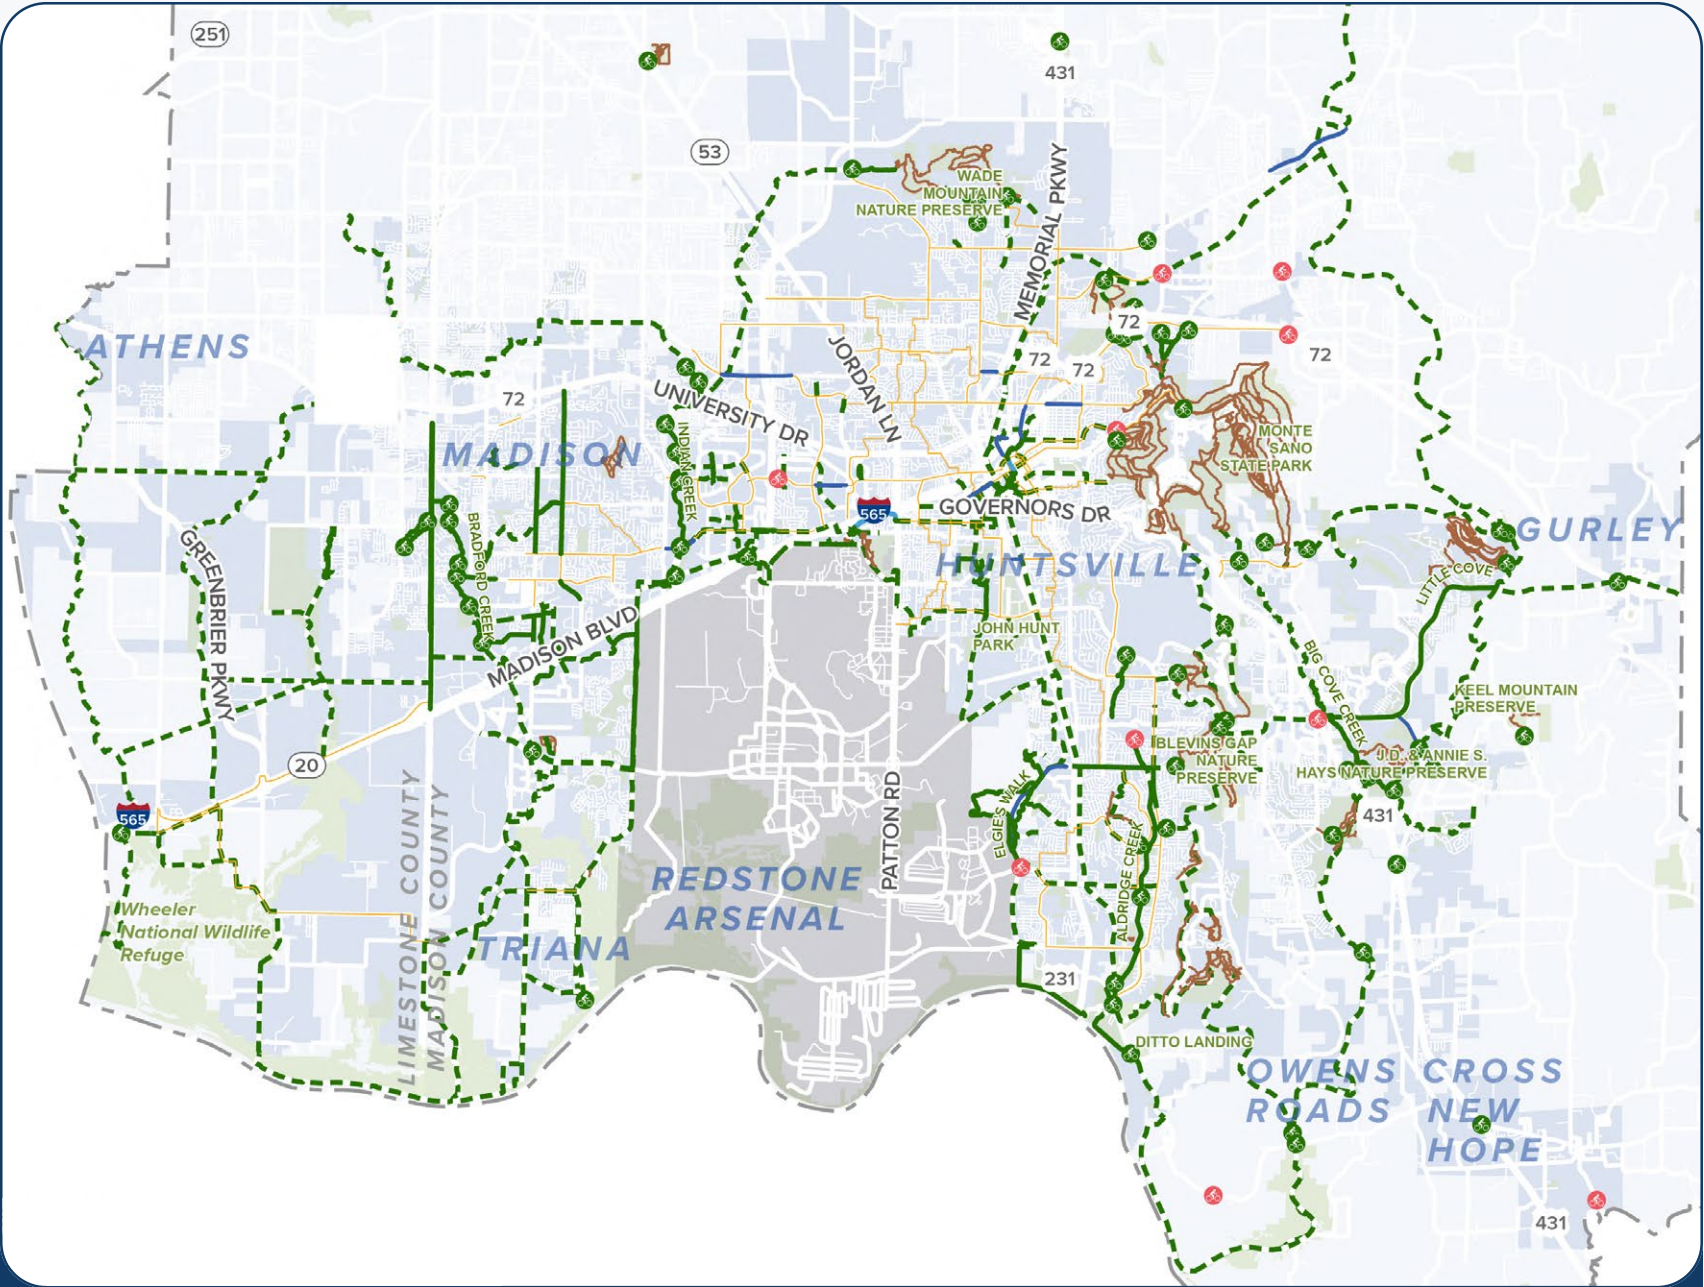 251
431
53
WADE
MOUNTAIN
NATURE PRESERVE
MEMORIAL PKWY
ATHENS
72
72
72
72
JORDAN LN
72
UNIVERSITY DR
MADISON
INDIAN CREEK
MONTE
SANO
STATE PARK
565
GOVERNORS DR
GURLEY
HUNTSVILLE
BRADFORD CREEK
GREENBRIER PKWY
LITTLE COVE
MADISON BLVD
JOHN HUNT
PARK
BIG COVE CREEK
KEEL MOUNTAIN
PRESERVE
BLEVINS GAP
NATURE
PRESERVE
J.D. & ANNIE S.
HAYS NATURE PRESERVE
20
565
ELGIE'S WALK
431
PATTON RD
ALDRIDGE CREEK
REDSTONE
ARSENAL
LIMESTONE COUNTY
MADISON COUNTY
Wheeler
National Wildlife
Refuge
TRIANA
231
DITTO LANDING
OWENS CROSS
ROADS NEW
HOPE
431